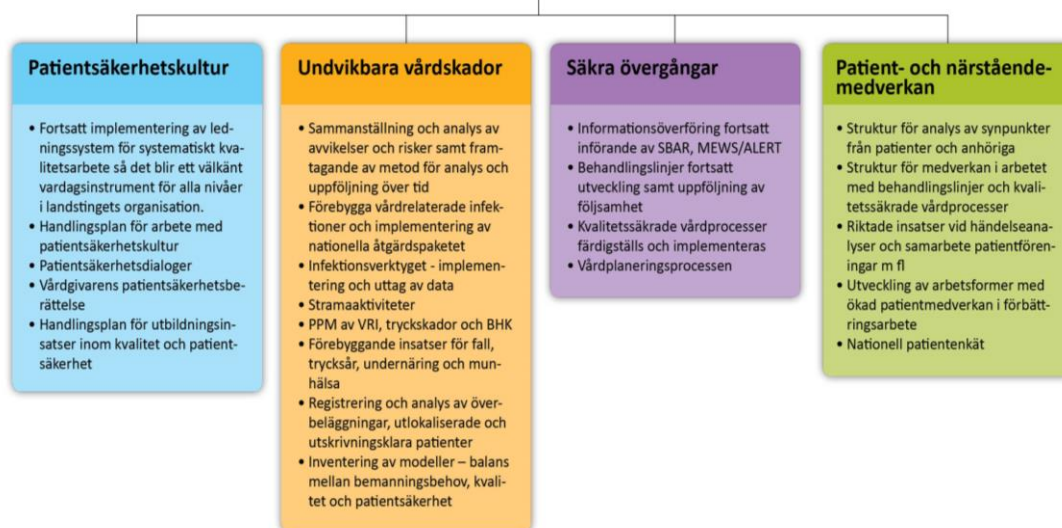 Patientsäkerhetskultur
• Fortsatt implementering av led-
ningssystem för systematiskt kva-
litetsarbete så det blir ett välkänt
vardagsinstrument för alla nivåer
i landstingets organisation.
• Handlingsplan för arbete med
patientsäkerhetskultur
• Patientsäkerhetsdialoger
• Vårdgivarens patientsäkerhetsbe-
rättelse
• Handlingsplan för utbildningsin-
satser inom kvalitet och patient-
säkerhet
Undvikbara vårdskador
• Sammanställning och analys av
avvikelser och risker samt fram-
tagande av metod för analys och
uppföljning över tid
• Förebygga vårdrelaterade infek-
tioner och implementering av
nationella åtgärdspaketet
• Infektionsverktyget - implemen-
tering och uttag av data
• Stramaaktiviteter
• PPM av VRI, tryckskador och BHK
• Förebyggande insatser för fall,
trycksår, undernäring och mun-
hälsa
• Registrering och analys av över-
beläggningar, utlokaliserade och
utskrivningsklara patienter
• Inventering av modeller – balans
mellan bemanningsbehov, kvali-
tet och patientsäkerhet
Säkra övergångar
• Informationsöverföring fortsatt
införande av SBAR, MEWS/ALERT
• Behandlingslinjer fortsatt
utveckling samt uppföljning av
följsamhet
• Kvalitetssäkrade vårdprocesser
färdigställs och implementeras
• Vårdplaneringsprocessen
Patient- och närstående-
medverkan
• Struktur för analys av synpunkter
från patienter och anhöriga
• Struktur för medverkan i arbetet
med behandlingslinjer och kvali-
tetssäkrade vårdprocesser
• Riktade insatser vid händelseana-
lyser och samarbete patientfören-
ingar m fl
• Utveckling av arbetsformer med
ökad patientmedverkan i förbätt-
ringsarbete
• Nationell patientenkät